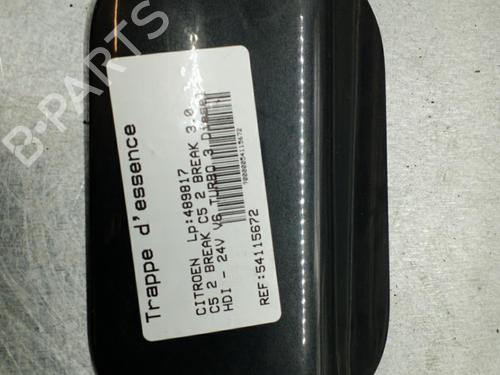 Trappe d'essence
CITROEN Lp:489817
C5 2 BREAK C5 2 BREAK 3.0
HDI - 24V V6 TURBO 3 Diesel
REF:54115672
B-PARTS